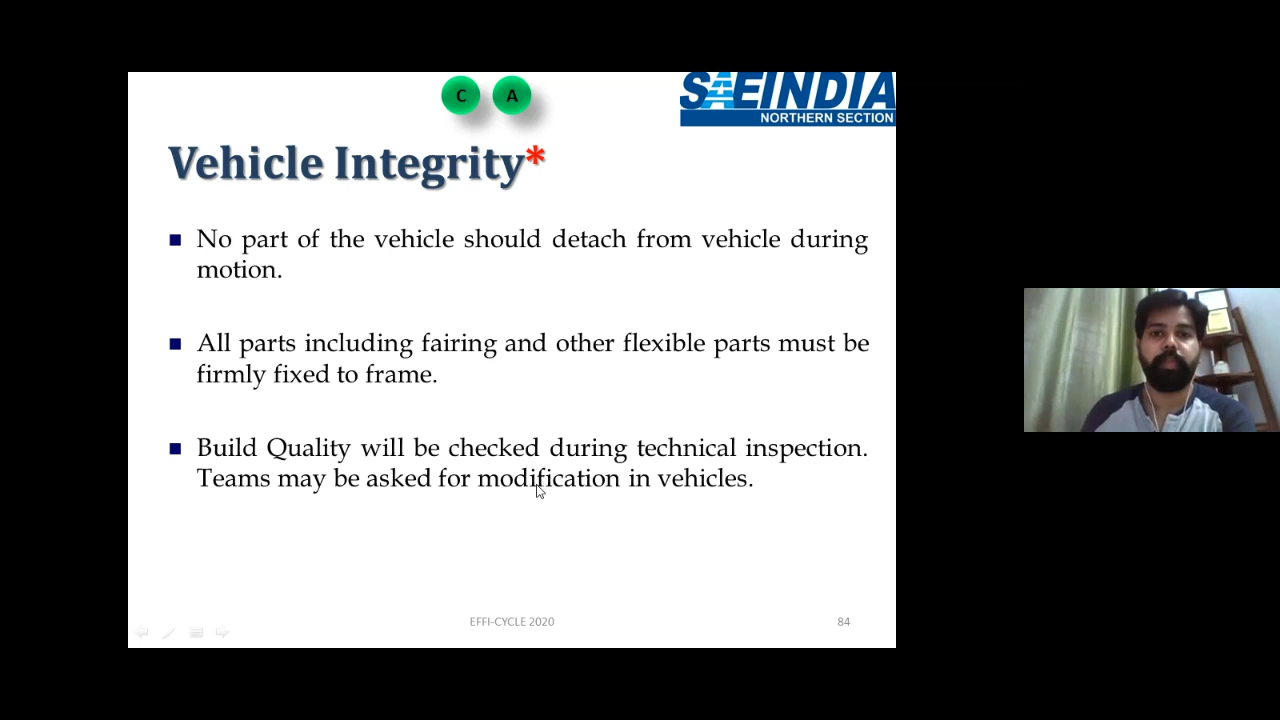 C A
SAEINDIA
NORTHERN SECTION
Vehicle Integrity*
■ No part of the vehicle should detach from vehicle during
motion.
■ All parts including fairing and other flexible parts must be
firmly fixed to frame.
■ Build Quality will be checked during technical inspection.
Teams may be asked for modification in vehicles.
EFFI-CYCLE 2020
84